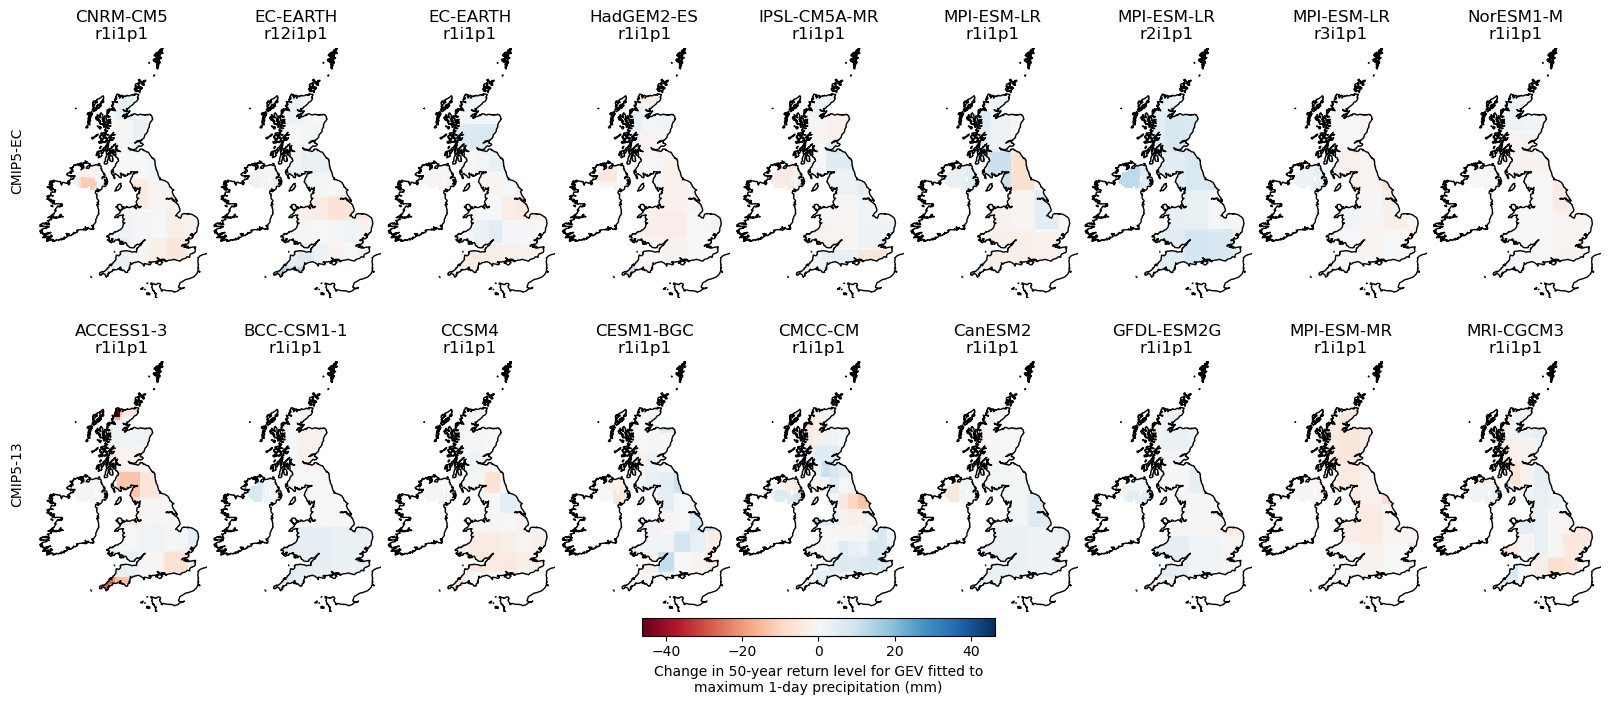 CNRM-CM5
r1i1p1
EC-EARTH
r12i1p1
EC-EARTH
r1i1p1
HadGEM2-ES
r1i1p1
IPSL-CM5A-MR
r1i1p1
MPI-ESM-LR
r1i1p1
MPI-ESM-LR
r2i1p1
MPI-ESM-LR
r3i1p1
NorESM1-M
r1i1p1
CMIP5-EC
ACCESS1-3
r1i1p1
BCC-CSM1-1
r1i1p1
CCSM4
r1i1p1
CESM1-BGC
r1i1p1
CMCC-CM
r1i1p1
CanESM2
r1i1p1
GFDL-ESM2G
r1i1p1
MPI-ESM-MR
r1i1p1
MRI-CGCM3
r1i1p1
CMIP5-13
−40 −20 0 20 40
Change in 50-year return level for GEV fitted to
maximum 1-day precipitation (mm)